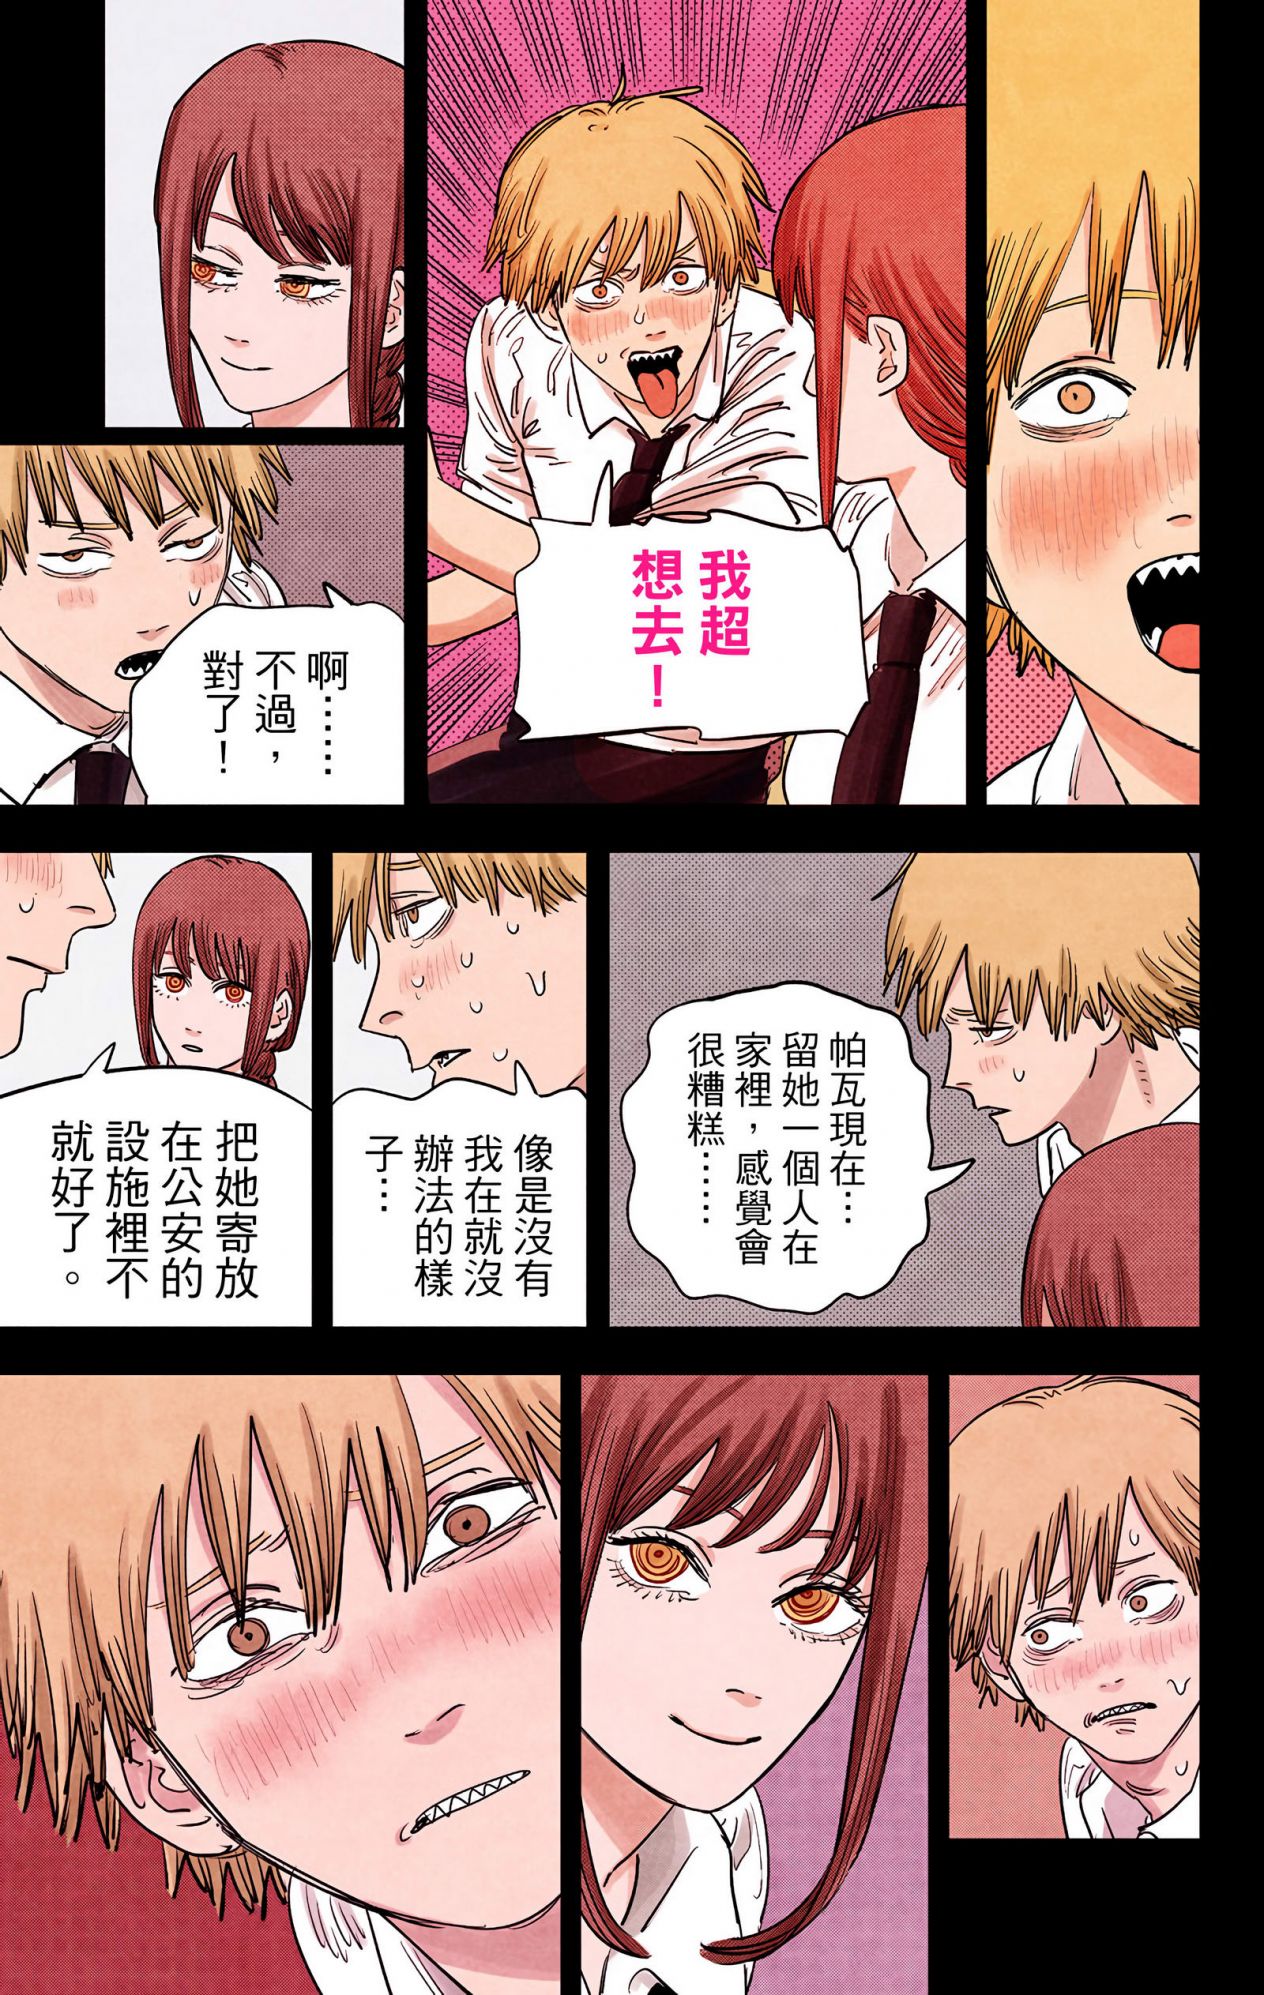 我超
想去！
啊……
不過，
對了！
帕瓦現在…
留她一個人在
家裡，感覺會
很糟糕……
像是沒有
我在就沒
辦法的樣
子…
把她寄放
在公安的
設施裡不
就好了。